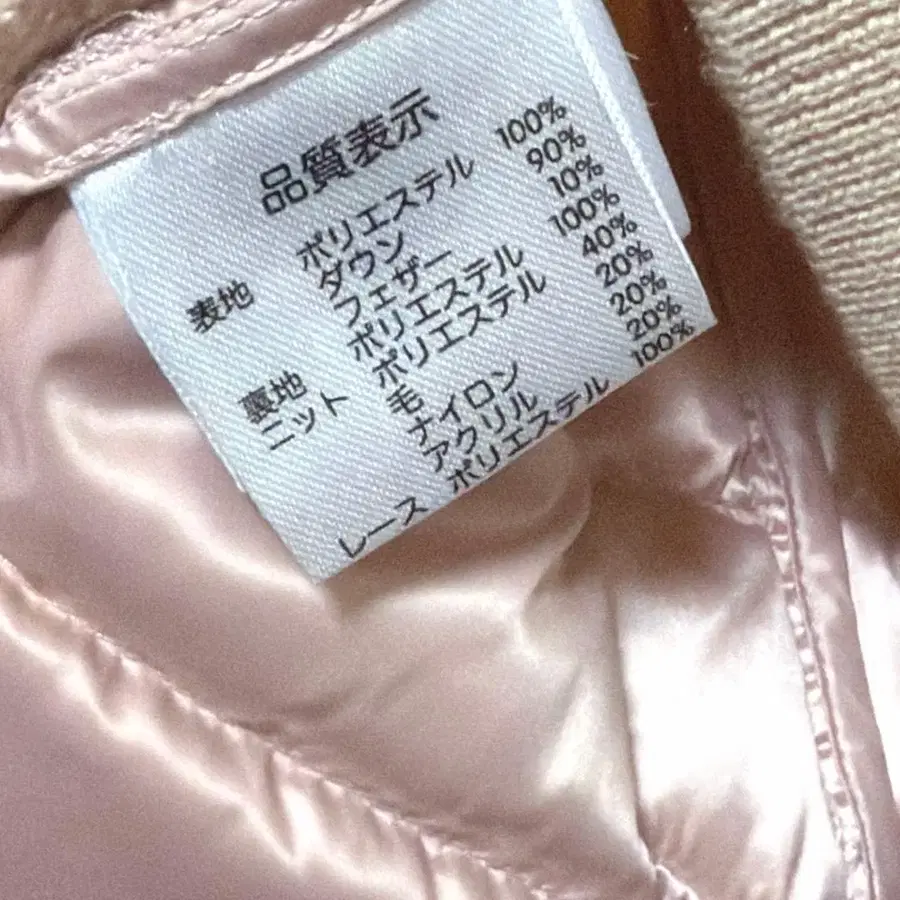 品質表示
表地 ポリエステル 100%
ダウン 90%
フェザー 10%
裏地 ポリエステル 100%
ニット ポリエステル 40%
毛 20%
ナイロン 20%
アクリル 20%
レース ポリエステル 100%